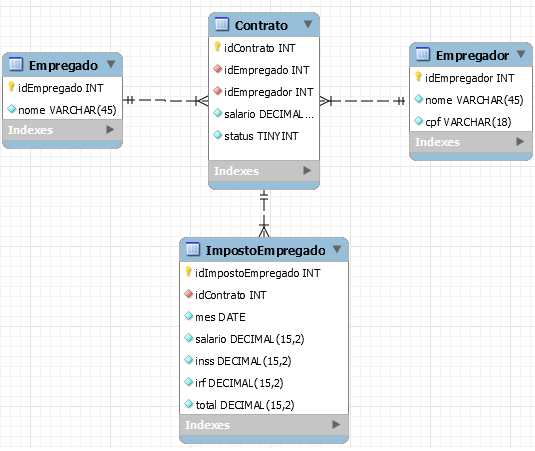 Contrato
idContrato INT
idEmpregado INT
idEmpregador INT
salario DECIMAL...
status TINYINT
Indexes
Empregado
idEmpregado INT
nome VARCHAR(45)
Indexes
Empregador
idEmpregador INT
nome VARCHAR(45)
cpf VARCHAR(18)
Indexes
ImpostoEmpregado
idImpostoEmpregado INT
idContrato INT
mes DATE
salario DECIMAL(15,2)
inss DECIMAL(15,2)
irf DECIMAL(15,2)
total DECIMAL(15,2)
Indexes